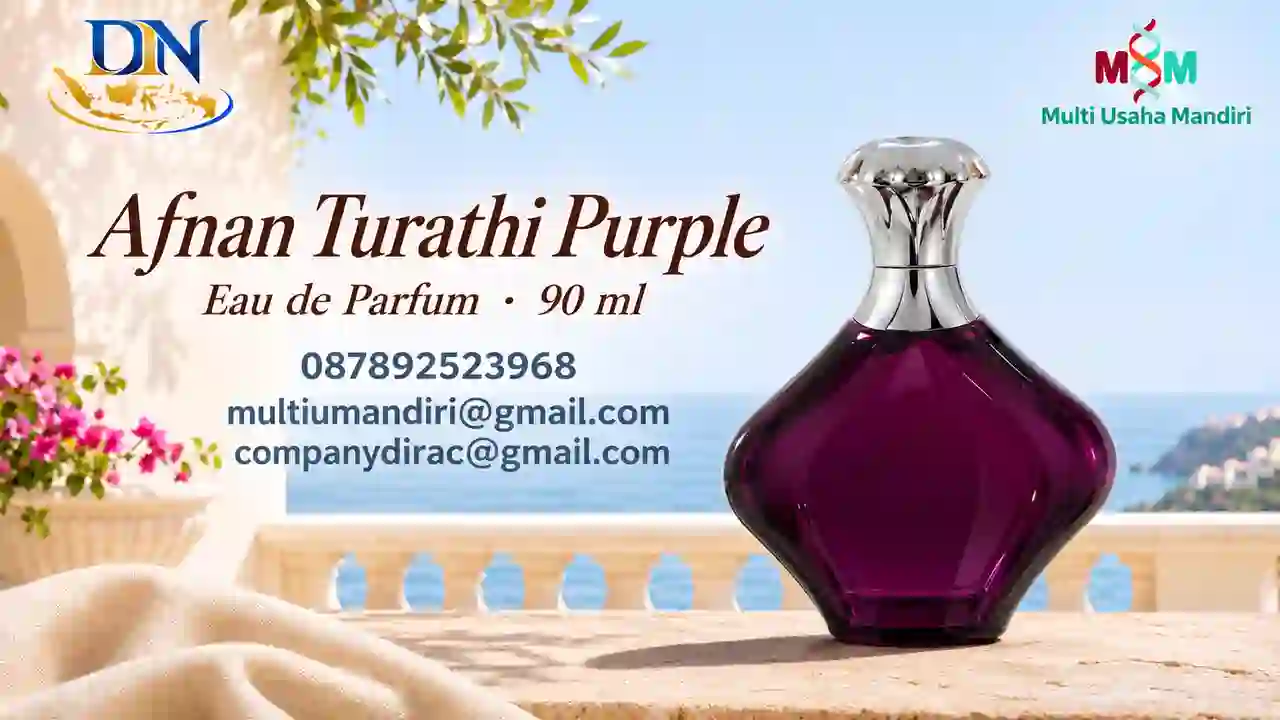 DN
M M
Multi Usaha Mandiri
Afnan Turathi Purple
Eau de Parfum · 90 ml
087892523968
multiumandiri@gmail.com
companydirac@gmail.com